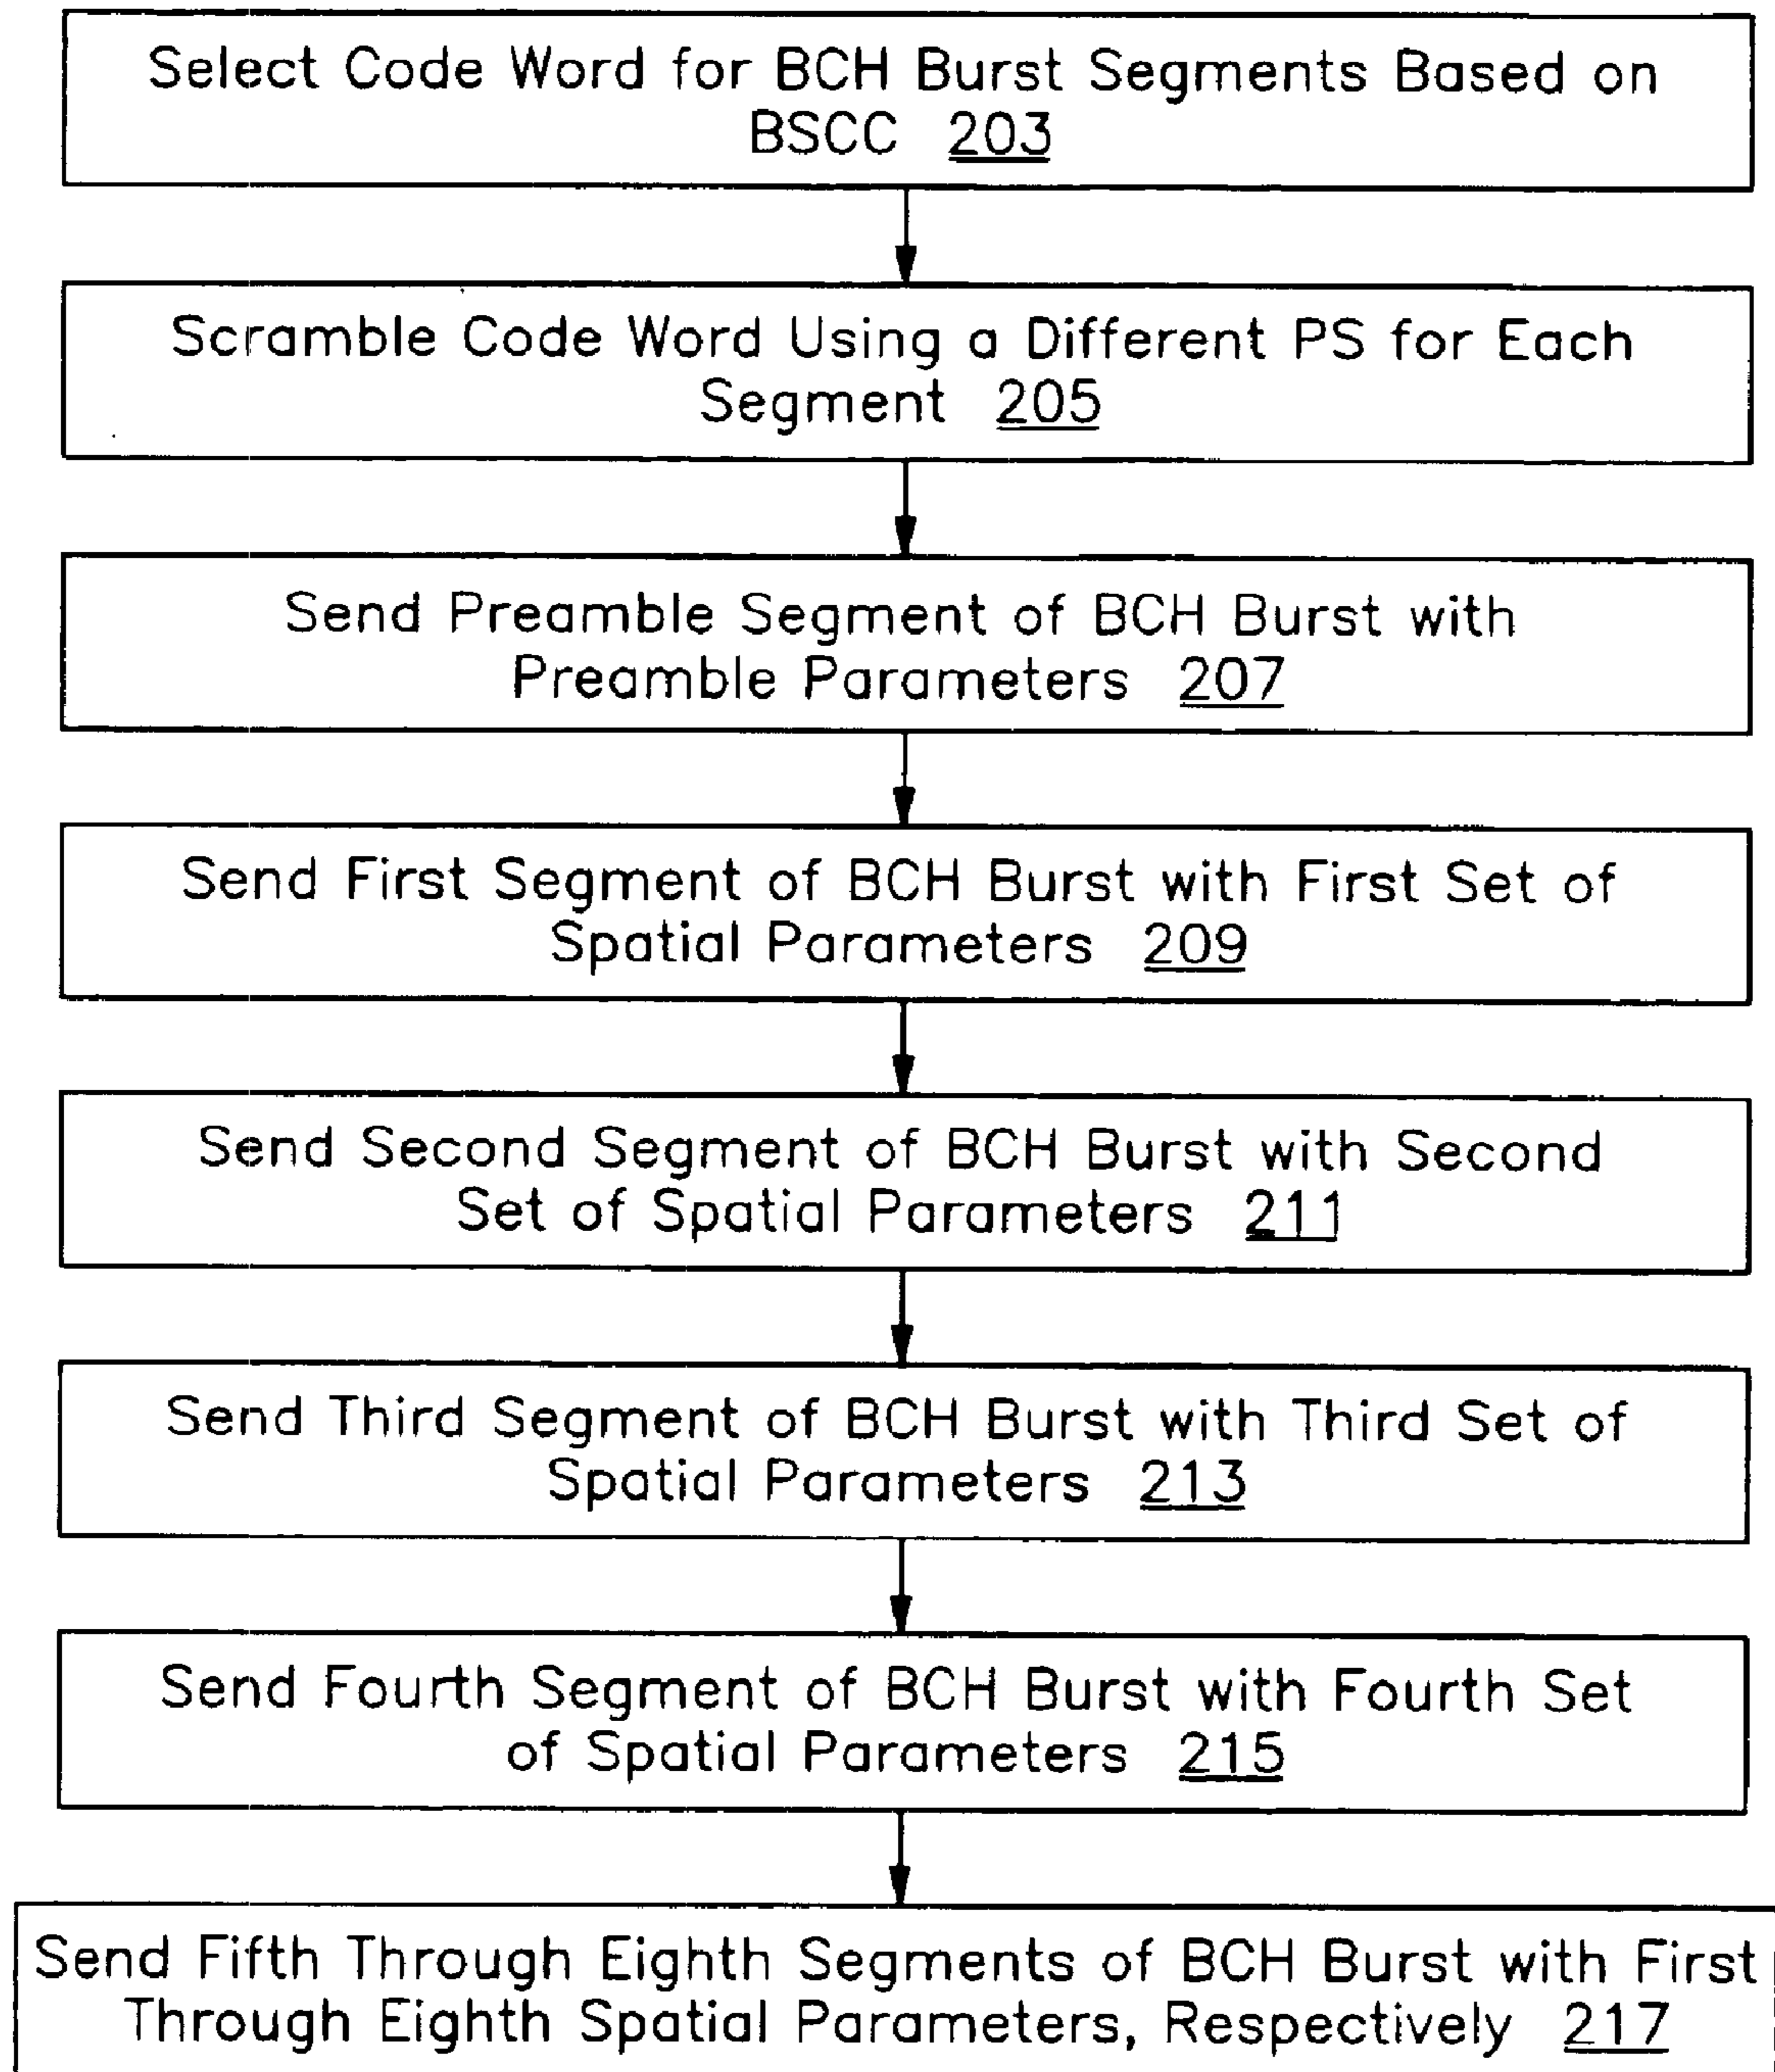 Select Code Word for BCH Burst Segments Based on
BSCC 203
Scramble Code Word Using a Different PS for Each
Segment 205
Send Preamble Segment of BCH Burst with
Preamble Parameters 207
Send First Segment of BCH Burst with First Set of
Spatial Parameters 209
Send Second Segment of BCH Burst with Second
Set of Spatial Parameters 211
Send Third Segment of BCH Burst with Third Set of
Spatial Parameters 213
Send Fourth Segment of BCH Burst with Fourth Set
of Spatial Parameters 215
Send Fifth Through Eighth Segments of BCH Burst with First
Through Eighth Spatial Parameters, Respectively 217